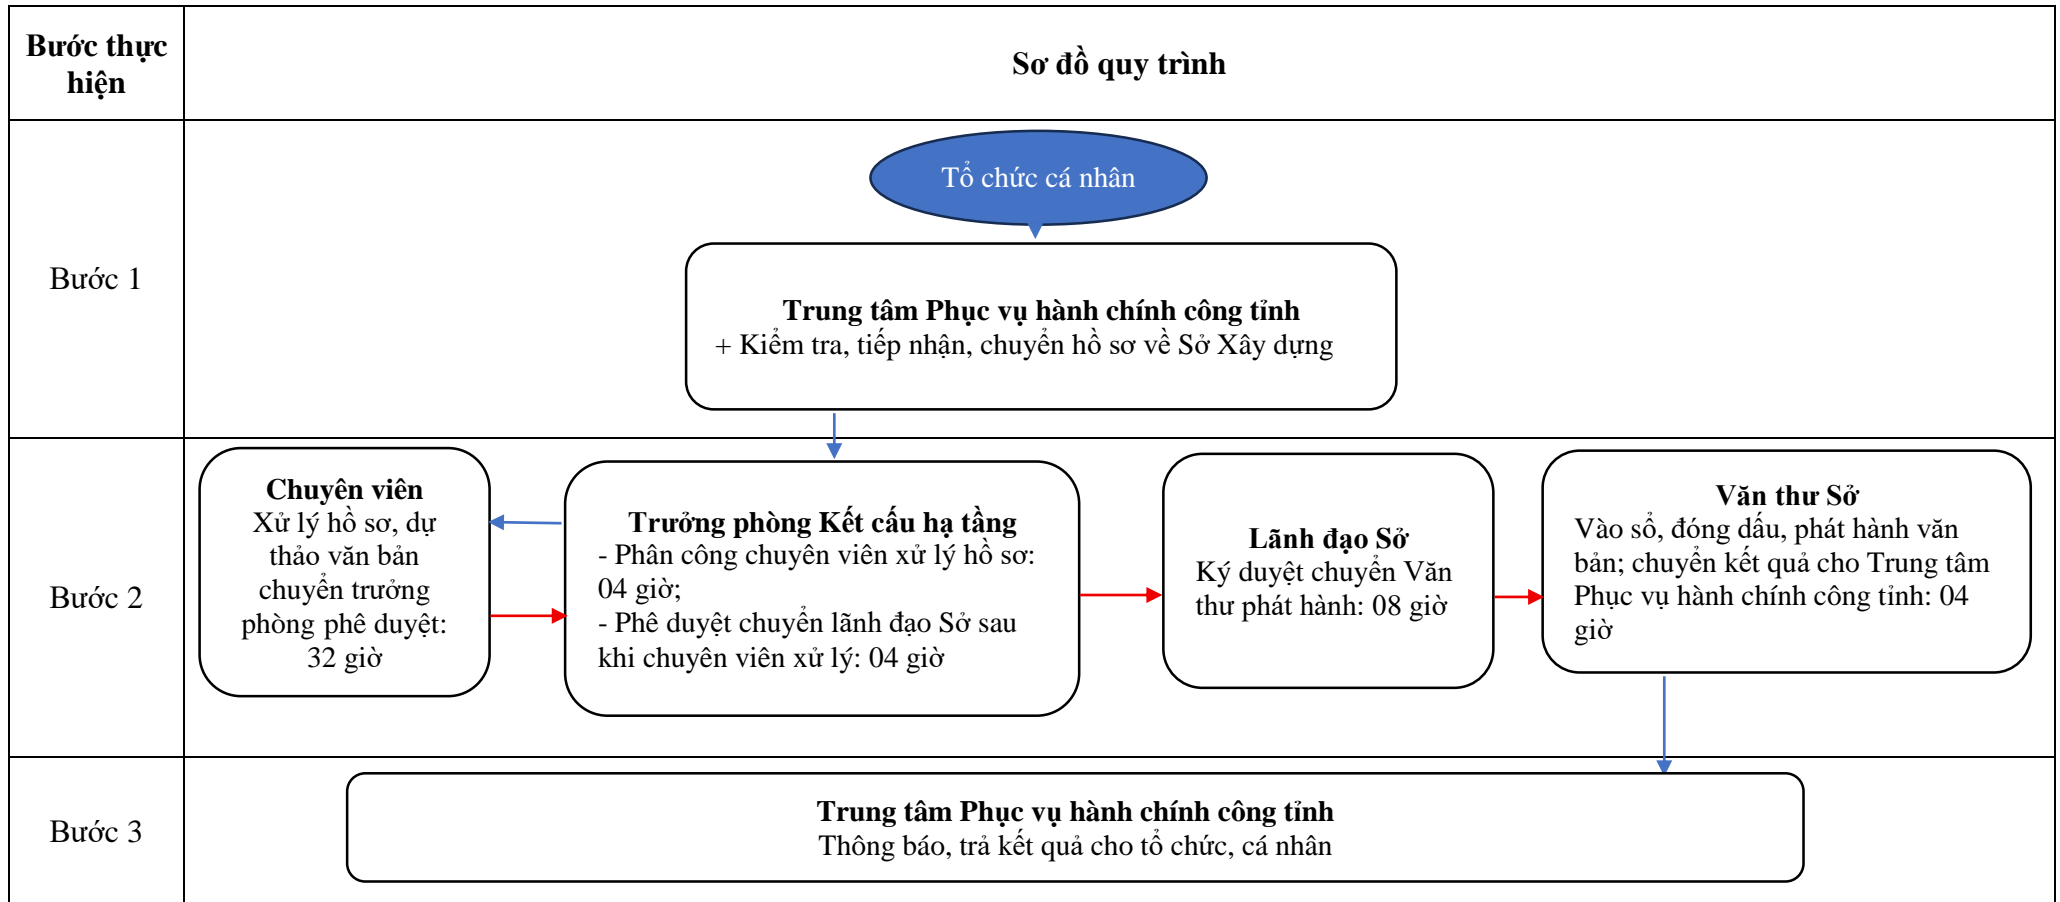 Bước thực
hiện
Sơ đồ quy trình
Bước 1
Tổ chức cá nhân
Trung tâm Phục vụ hành chính công tỉnh
+ Kiểm tra, tiếp nhận, chuyển hồ sơ về Sở Xây dựng
Bước 2
Chuyên viên
Xử lý hồ sơ, dự
thảo văn bản
chuyển trưởng
phòng phê duyệt:
32 giờ
Trưởng phòng Kết cấu hạ tầng
- Phân công chuyên viên xử lý hồ sơ:
04 giờ;
- Phê duyệt chuyển lãnh đạo Sở sau
khi chuyên viên xử lý: 04 giờ
Lãnh đạo Sở
Ký duyệt chuyển Văn
thư phát hành: 08 giờ
Văn thư Sở
Vào sổ, đóng dấu, phát hành văn
bản; chuyển kết quả cho Trung tâm
Phục vụ hành chính công tỉnh: 04
giờ
Bước 3
Trung tâm Phục vụ hành chính công tỉnh
Thông báo, trả kết quả cho tổ chức, cá nhân